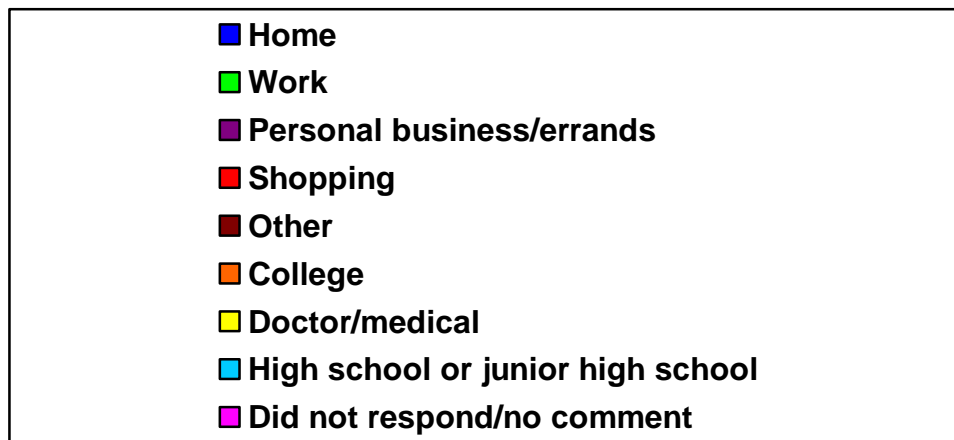 Home
Work
Personal business/errands
Shopping
Other
College
Doctor/medical
High school or junior high school
Did not respond/no comment